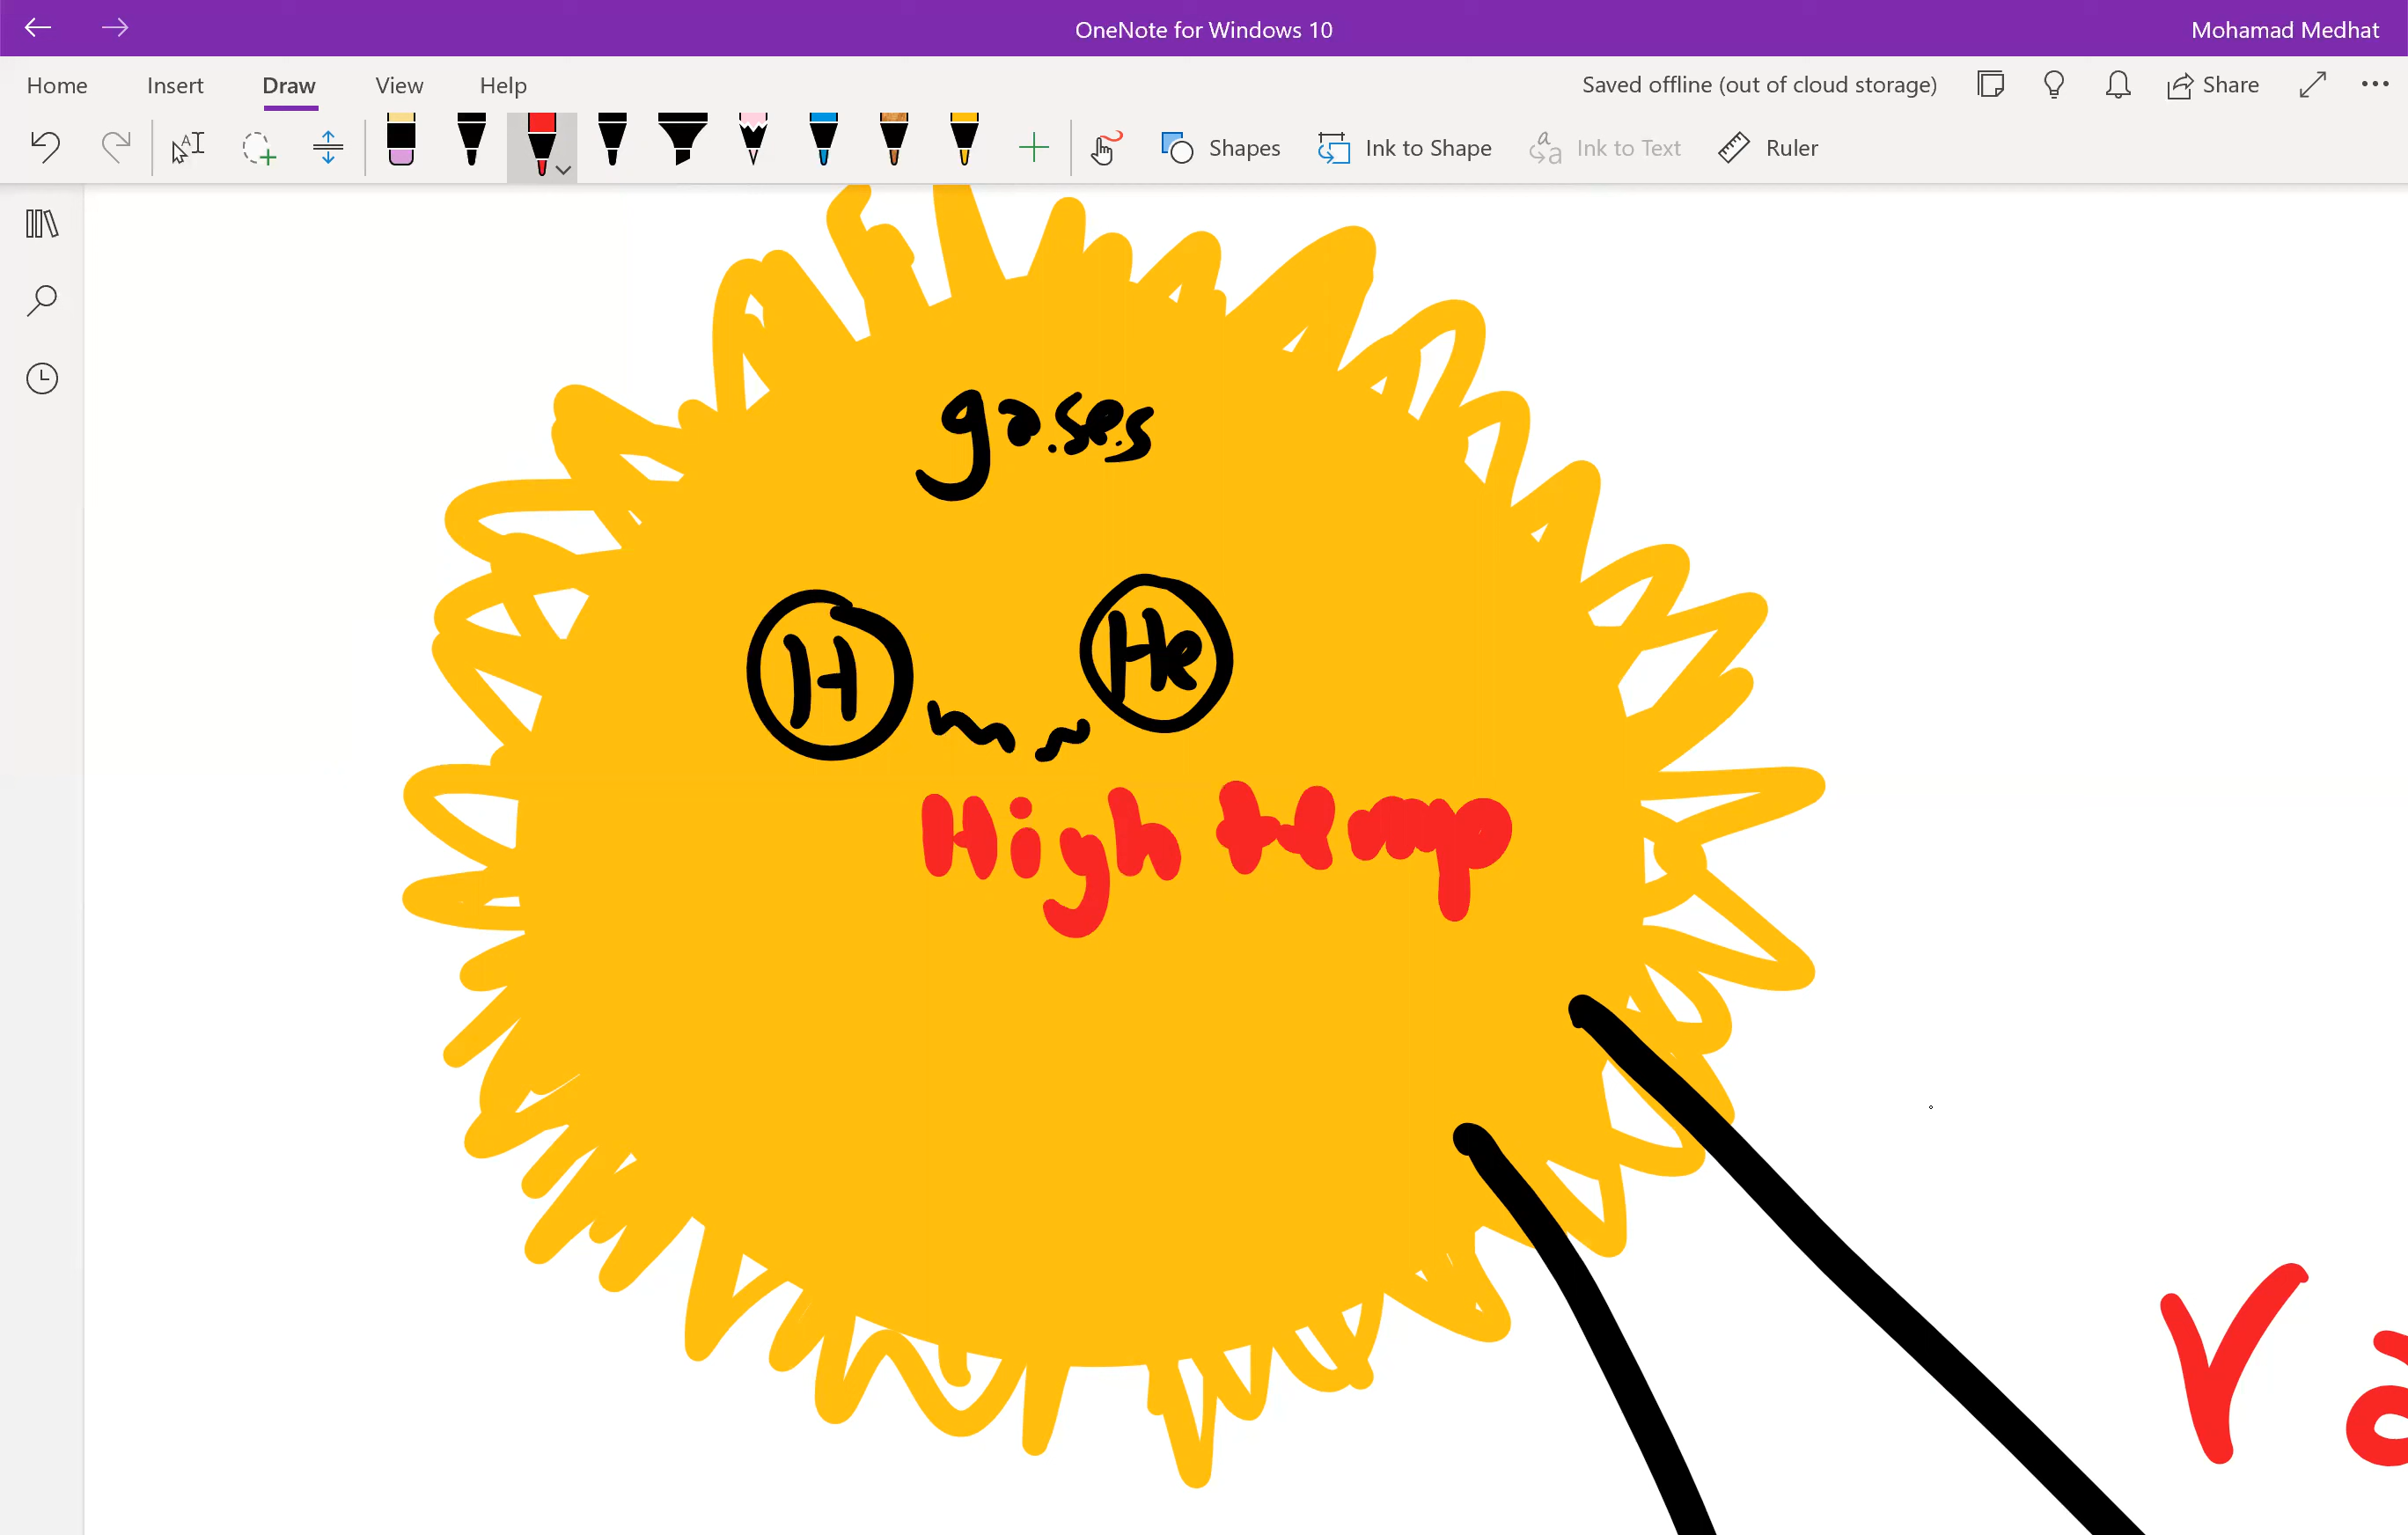 OneNote for Windows 10
Mohamad Medhat
Home Insert Draw View Help
Saved offline (out of cloud storage) Share
Shapes Ink to Shape Ink to Text Ruler
gases
H He
High temp